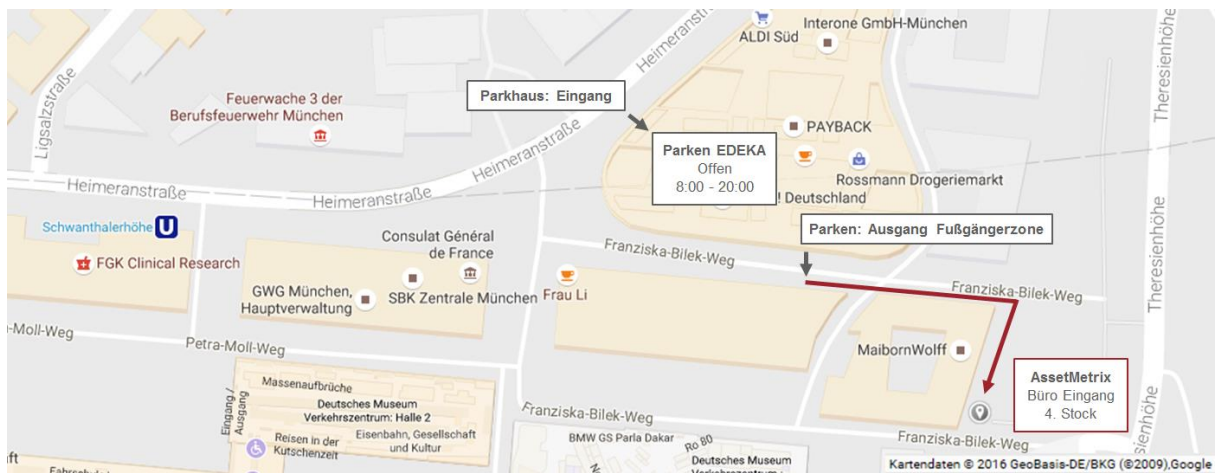 Interone GmbH-München
ALDI Süd
Heimeranstraße
Theresienhöhe
Ligsalzstraße
Parkhaus: Eingang
Feuerwache 3 der
Berufsfeuerwehr München
PAYBACK
Parken EDEKA
Offen
8:00 - 20:00
Rossmann Drogeriemarkt
! Deutschland
Heimeranstraße
Heimeranstraße
Heimeranstraße
Schwanthalerhöhe
U
Parken: Ausgang Fußgängerzone
Consulat Général
de France
Franziska-Bilek-Weg
FGK Clinical Research
Theresienhöhe
GWG München,
Hauptverwaltung
SBK Zentrale München
Frau Li
Franziska-Bilek-Weg
-Moll-Weg
Petra-Moll-Weg
MaibornWolff
AssetMetrix
Büro Eingang
4. Stock
Massenaufbrüche
Eingang /
Ausgang
Deutsches Museum
Verkehrszentrum: Halle 2
Franziska-Bilek-Weg
Theresienhöhe
Reisen in der
Kutschenzeit
Eisenbahn, Gesellschaft
und Kultur
BMW GS Parla Dakar
Ro 80
Franziska-Bilek-Weg
Deutsches Museum
Kartendaten © 2016 GeoBasis-DE/BKG (©2009),Google